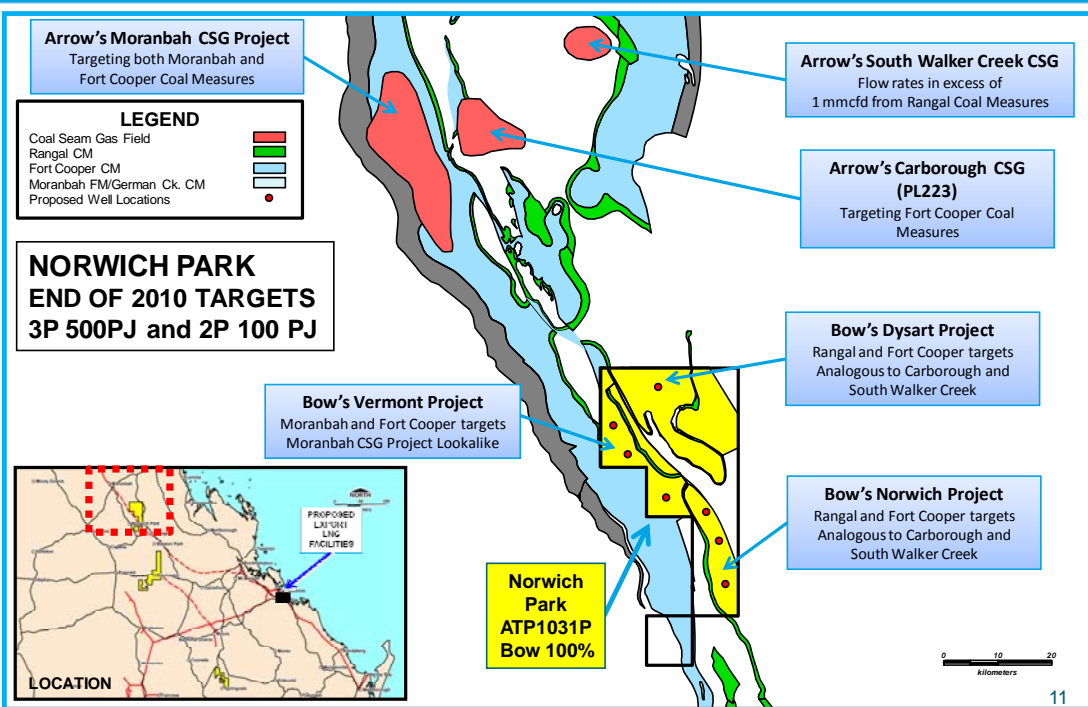 Arrow's Moranbah CSG Project
Targeting both Moranbah and
Fort Cooper Coal Measures
Arrow's South Walker Creek CSG
Flow rates in excess of
1 mmcfd from Rangal Coal Measures
LEGEND
Coal Seam Gas Field
Rangal CM
Fort Cooper CM
Moranbah FM/German Ck. CM
Proposed Well Locations
Arrow's Carborough CSG
(PL223)
Targeting Fort Cooper Coal
Measures
NORWICH PARK
END OF 2010 TARGETS
3P 500PJ and 2P 100 PJ
Bow's Dysart Project
Rangal and Fort Cooper targets
Analogous to Carborough and
South Walker Creek
Bow's Vermont Project
Moranbah and Fort Cooper targets
Moranbah CSG Project Lookalike
Bow's Norwich Project
Rangal and Fort Cooper targets
Analogous to Carborough and
South Walker Creek
NORTH
PROPOSED
EXPORT
LNG
FACILITIES
LOCATION
Norwich
Park
ATP1031P
Bow 100%
0 10 20
kilometers
11